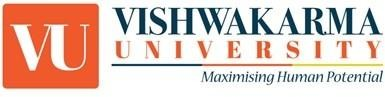 VU
VISHWAKARMA
UNIVERSITY
Maximising Human Potential